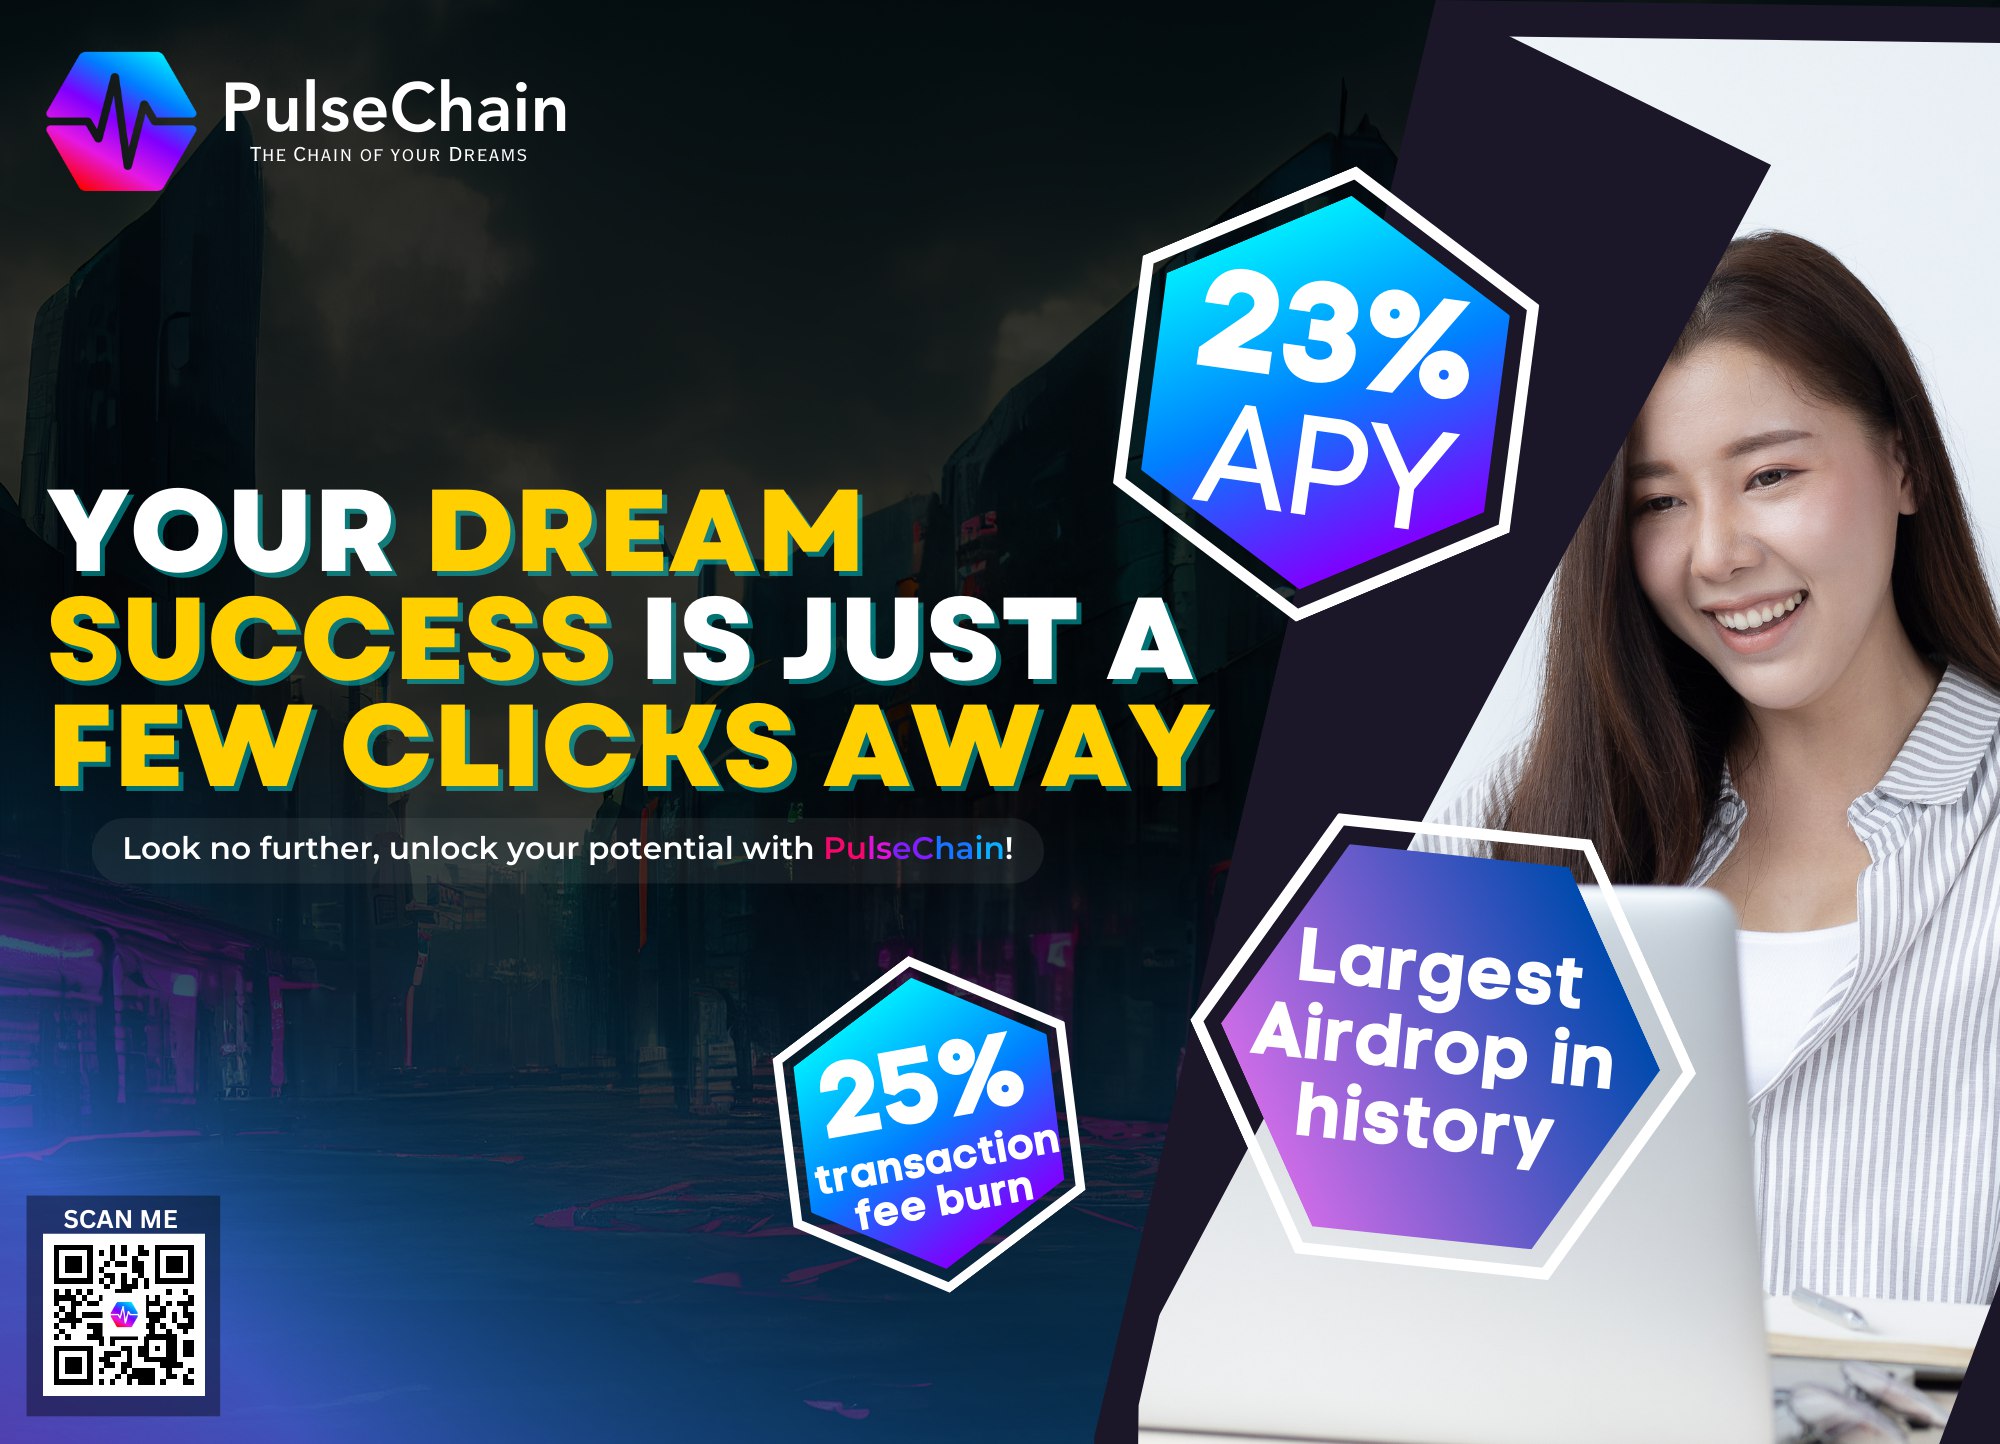 PulseChain
The Chain of your Dreams
23%
APY
YOUR DREAM
SUCCESS IS JUST A
FEW CLICKS AWAY
Look no further, unlock your potential with PulseChain!
25%
transaction
fee burn
Largest
Airdrop in
history
SCAN ME